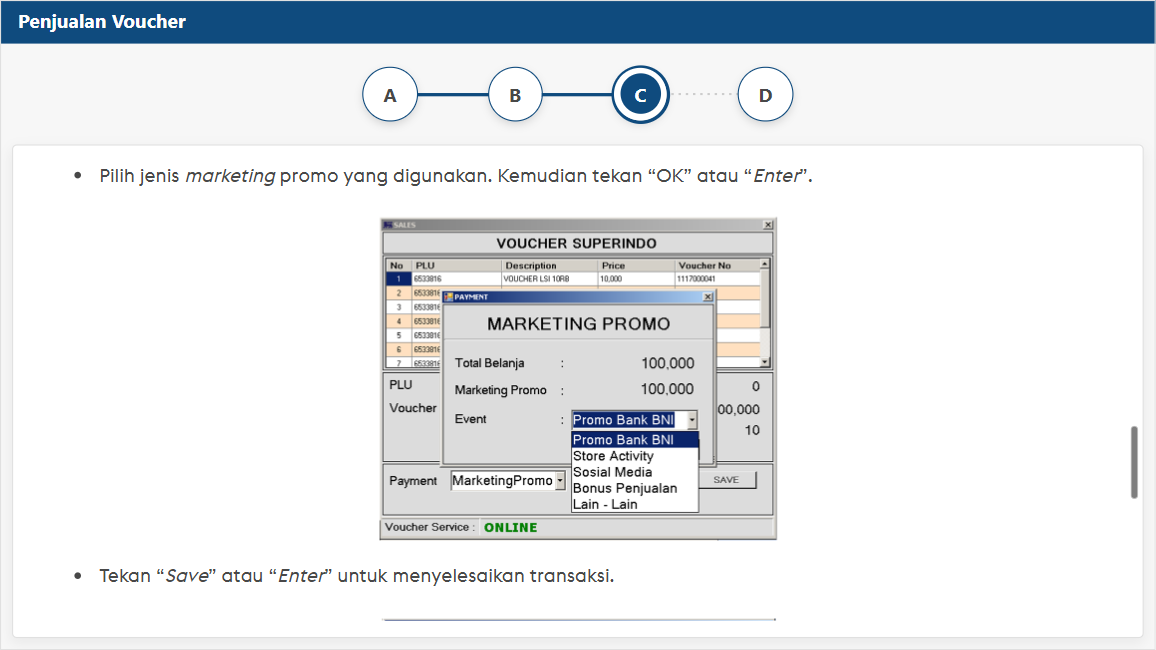 Penjualan Voucher
A B C D
• Pilih jenis marketing promo yang digunakan. Kemudian tekan “OK” atau “Enter”.
SALES
VOUCHER SUPERINDO
No PLU Description Price Voucher No
1 6533816 VOUCHER LSI 10RB 10,000 1117000041
2 6533816
3 6533816
4 6533816
5 6533816
6 6533816
7 6533816
PAYMENT
MARKETING PROMO
Total Belanja : 100,000
Marketing Promo : 100,000
Event : Promo Bank BNI
Promo Bank BNI
Store Activity
Sosial Media
Bonus Penjualan
Lain - Lain
PLU 0
Voucher 00,000
10
Payment MarketingPromo SAVE
Voucher Service : ONLINE
• Tekan “Save” atau “Enter” untuk menyelesaikan transaksi.